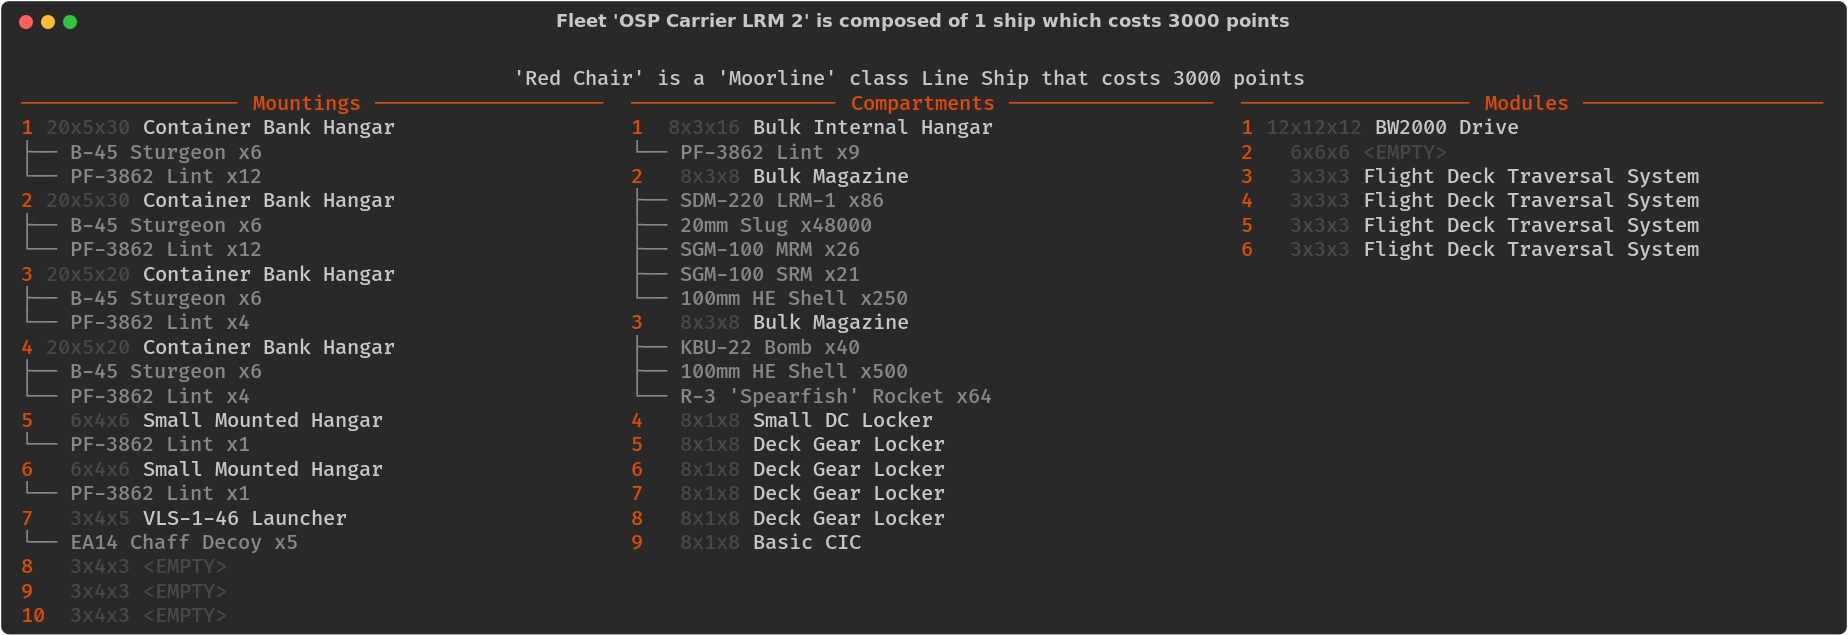 Fleet 'OSP Carrier LRM 2' is composed of 1 ship which costs 3000 points
'Red Chair' is a 'Moorline' class Line Ship that costs 3000 points
Mountings
1 20x5x30 Container Bank Hangar
B-45 Sturgeon x6
PF-3862 Lint x12
2 20x5x30 Container Bank Hangar
B-45 Sturgeon x6
PF-3862 Lint x12
3 20x5x20 Container Bank Hangar
B-45 Sturgeon x6
PF-3862 Lint x4
4 20x5x20 Container Bank Hangar
B-45 Sturgeon x6
PF-3862 Lint x4
5 6x4x6 Small Mounted Hangar
PF-3862 Lint x1
6 6x4x6 Small Mounted Hangar
PF-3862 Lint x1
7 3x4x5 VLS-1-46 Launcher
EA14 Chaff Decoy x5
8 3x4x3 <EMPTY>
9 3x4x3 <EMPTY>
10 3x4x3 <EMPTY>
Compartments
1 8x3x16 Bulk Internal Hangar
PF-3862 Lint x9
2 8x3x8 Bulk Magazine
SDM-220 LRM-1 x86
20mm Slug x48000
SGM-100 MRM x26
SGM-100 SRM x21
100mm HE Shell x250
3 8x3x8 Bulk Magazine
KBU-22 Bomb x40
100mm HE Shell x500
R-3 'Spearfish' Rocket x64
4 8x1x8 Small DC Locker
5 8x1x8 Deck Gear Locker
6 8x1x8 Deck Gear Locker
7 8x1x8 Deck Gear Locker
8 8x1x8 Deck Gear Locker
9 8x1x8 Basic CIC
Modules
1 12x12x12 BW2000 Drive
2 6x6x6 <EMPTY>
3 3x3x3 Flight Deck Traversal System
4 3x3x3 Flight Deck Traversal System
5 3x3x3 Flight Deck Traversal System
6 3x3x3 Flight Deck Traversal System